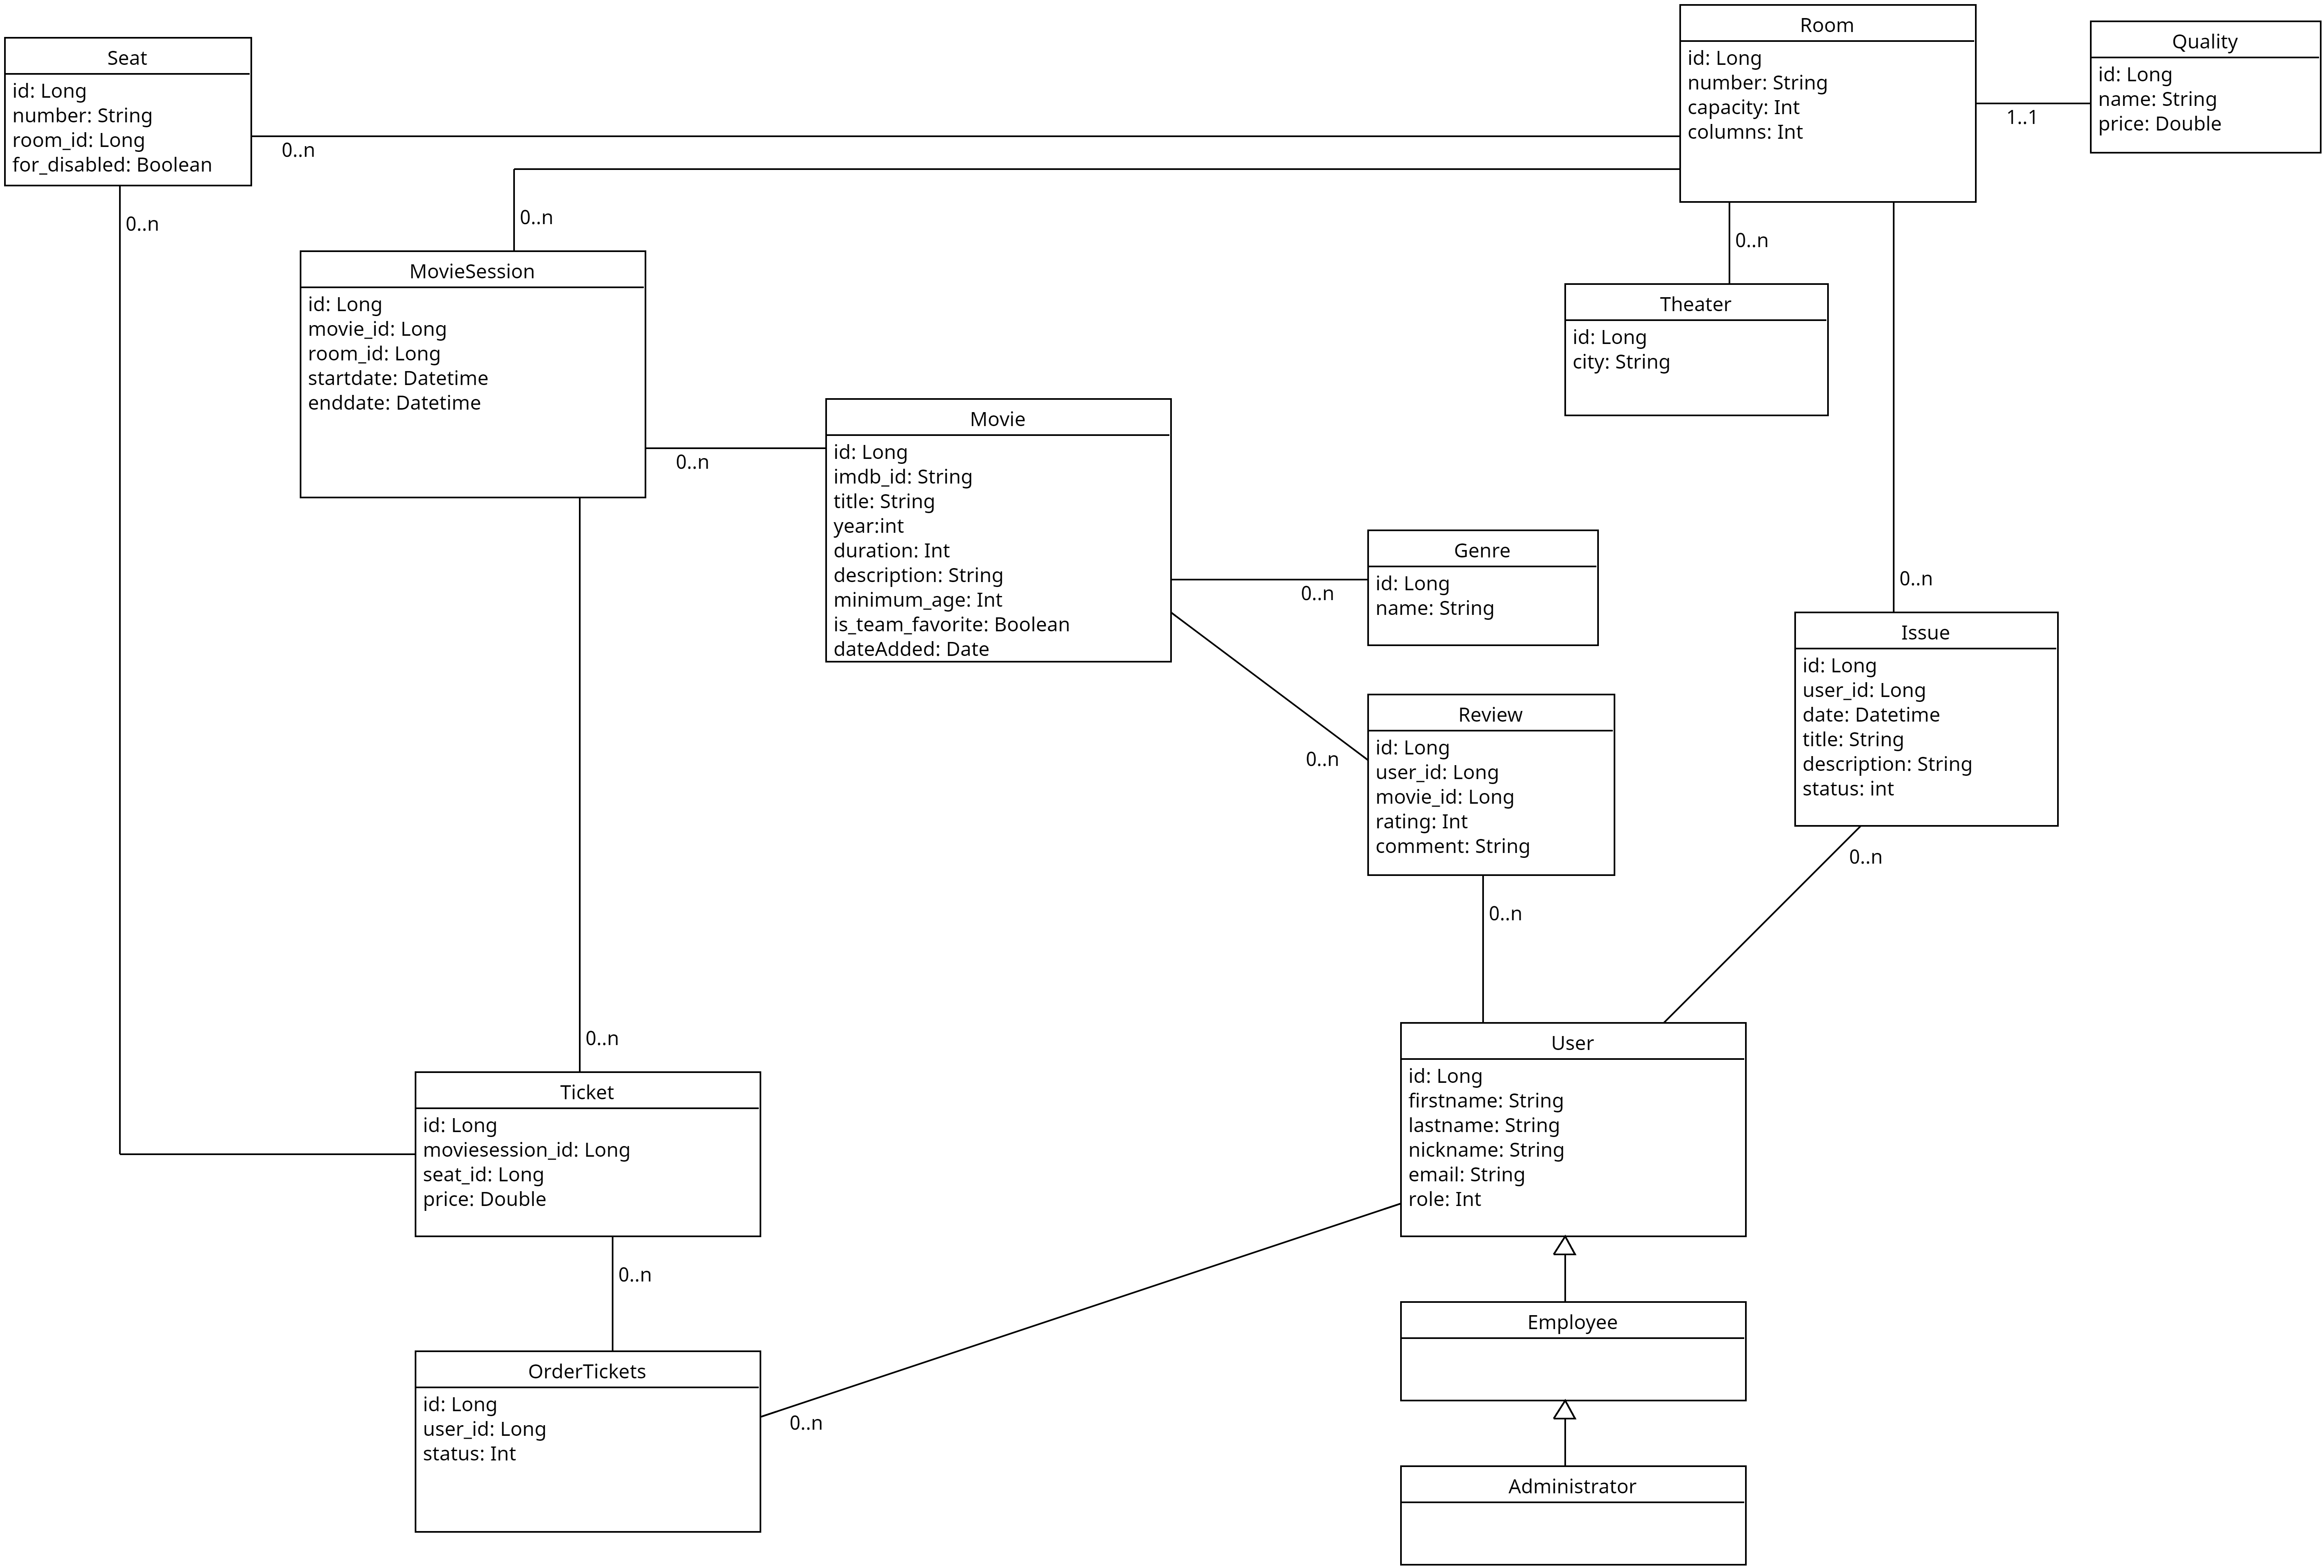 Seat
id: Long
number: String
room_id: Long
for_disabled: Boolean
0..n
0..n
Room
id: Long
number: String
capacity: Int
columns: Int
1..1
Quality
id: Long
name: String
price: Double
0..n
MovieSession
id: Long
movie_id: Long
room_id: Long
startdate: Datetime
enddate: Datetime
0..n
0..n
Theater
id: Long
city: String
Movie
id: Long
imdb_id: String
title: String
year:int
duration: Int
description: String
minimum_age: Int
is_team_favorite: Boolean
dateAdded: Date
0..n
Genre
id: Long
name: String
0..n
Issue
id: Long
user_id: Long
date: Datetime
title: String
description: String
status: int
0..n
0..n
Review
id: Long
user_id: Long
movie_id: Long
rating: Int
comment: String
0..n
0..n
Ticket
id: Long
moviesession_id: Long
seat_id: Long
price: Double
0..n
User
id: Long
firstname: String
lastname: String
nickname: String
email: String
role: Int
OrderTickets
id: Long
user_id: Long
status: Int
0..n
Employee
Administrator